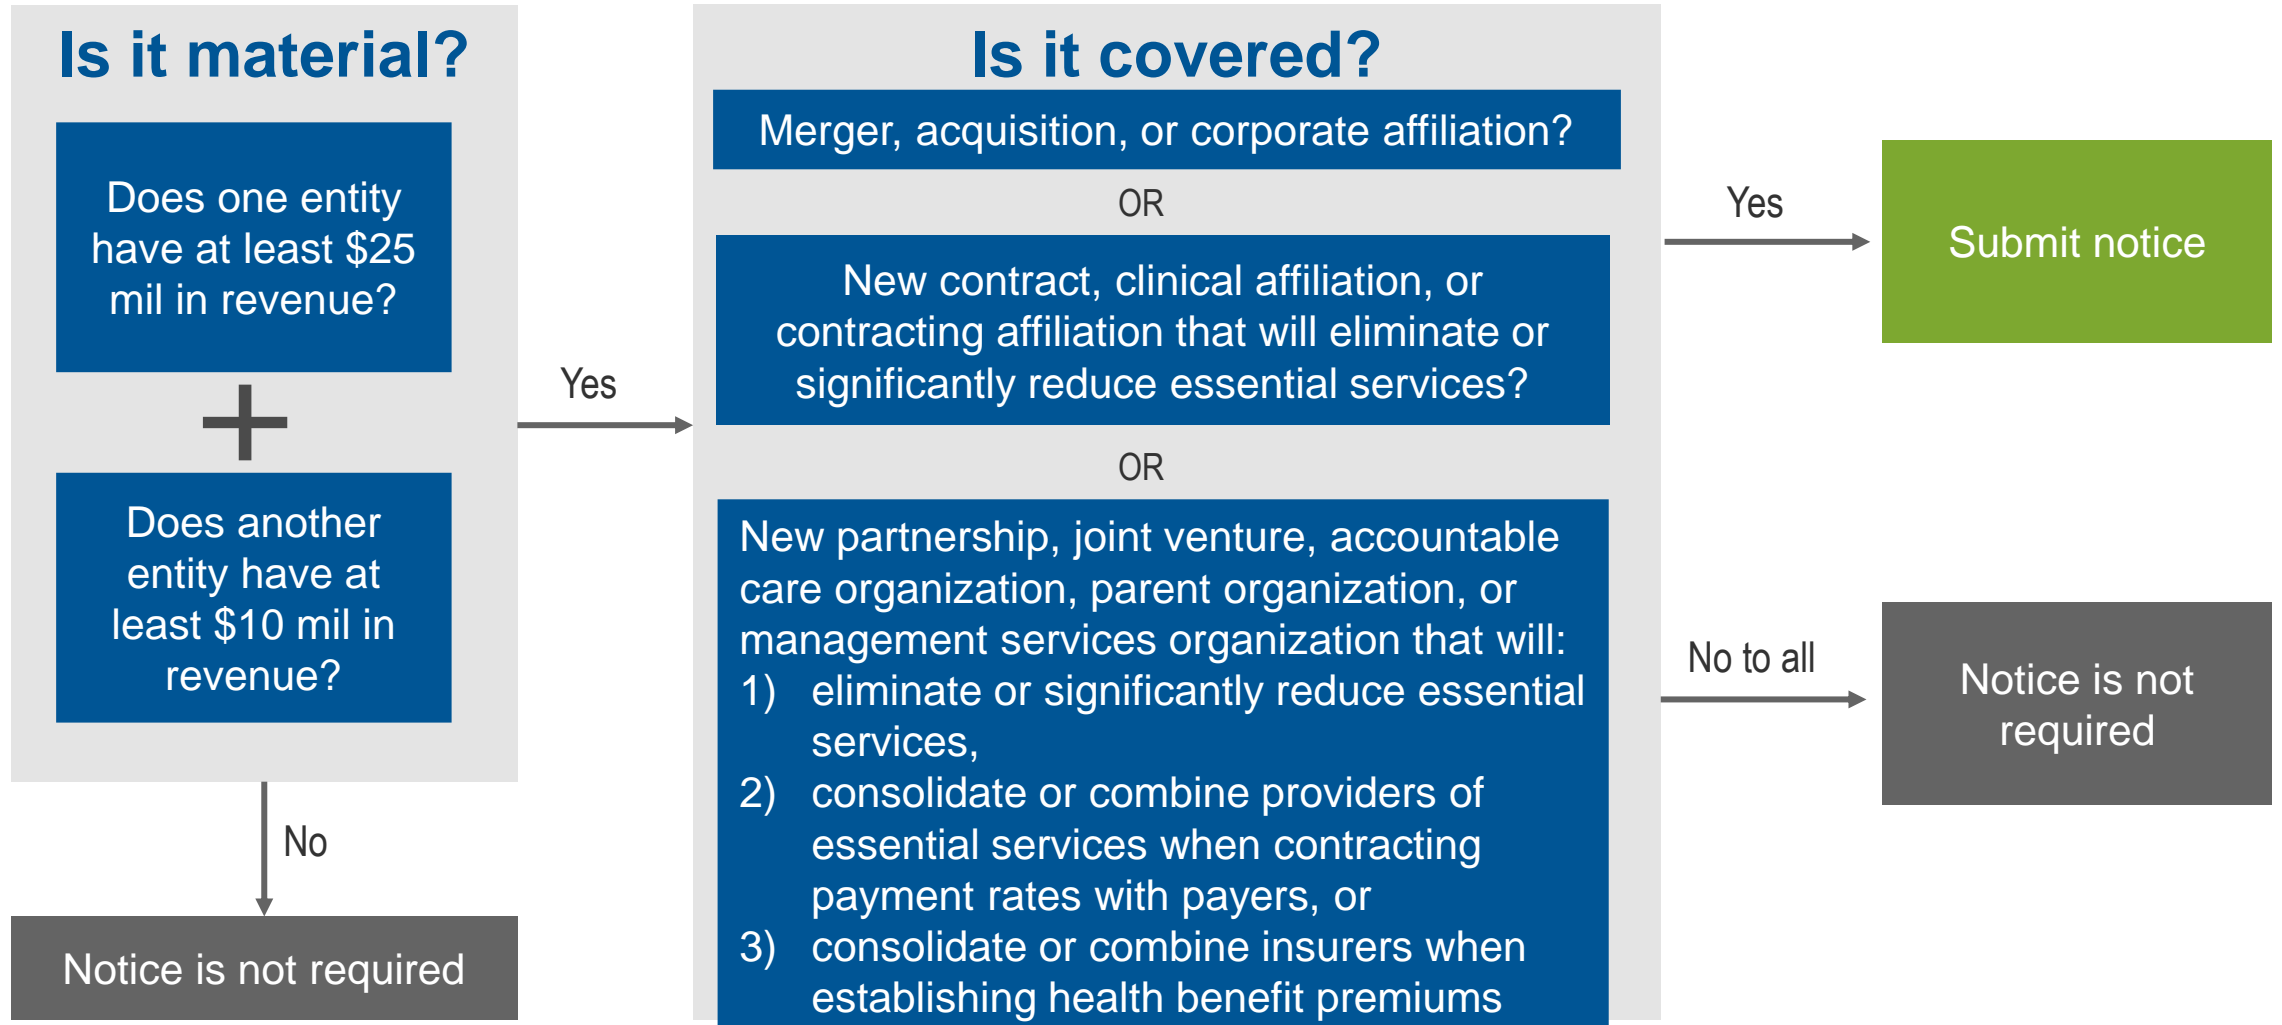 Is it material?
Does one entity
have at least $25
mil in revenue?
+
Does another
entity have at
least $10 mil in
revenue?
No
Notice is not required
Yes
Is it covered?
Merger, acquisition, or corporate affiliation?
OR
New contract, clinical affiliation, or
contracting affiliation that will eliminate or
significantly reduce essential services?
OR
New partnership, joint venture, accountable
care organization, parent organization, or
management services organization that will:
1) eliminate or significantly reduce essential
services,
2) consolidate or combine providers of
essential services when contracting
payment rates with payers, or
3) consolidate or combine insurers when
establishing health benefit premiums
Yes
Submit notice
No to all
Notice is not
required